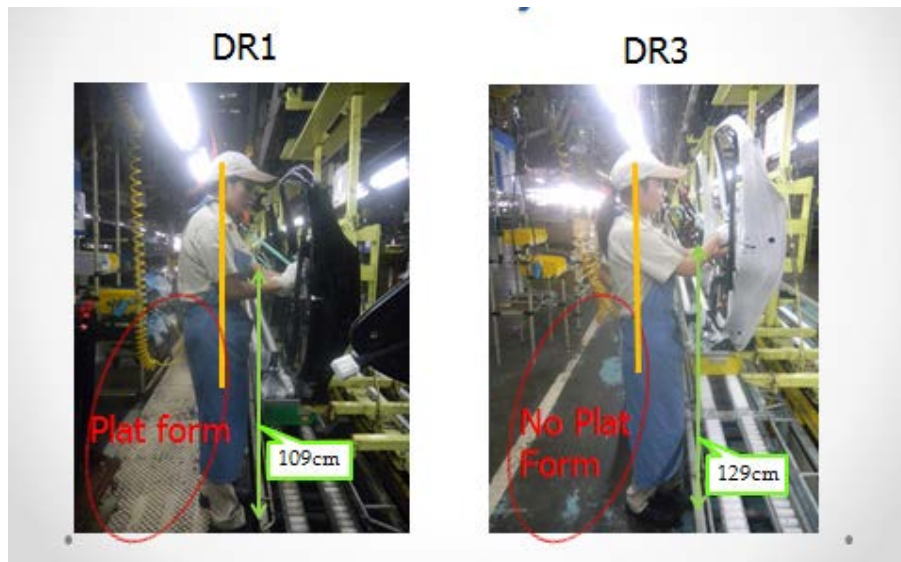 DR1
DR3
Plat form
109cm
No Plat
Form
129cm